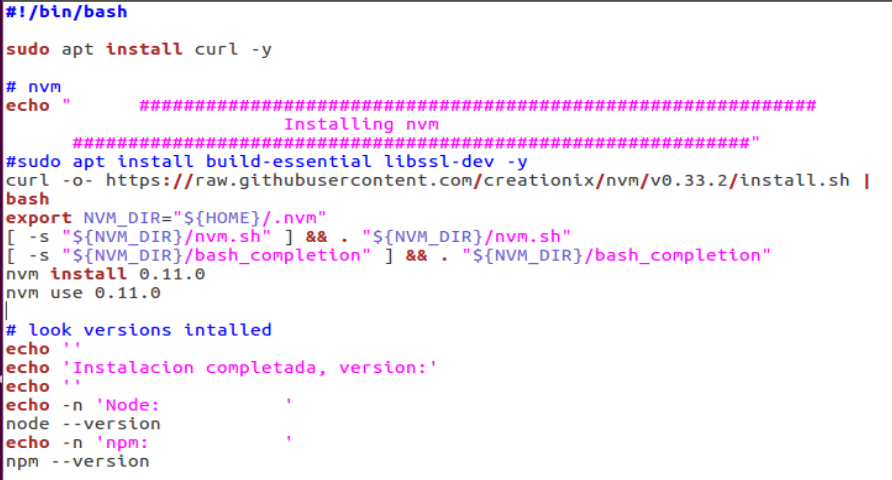 #!/bin/bash
sudo apt install curl -y
# nvm
echo "      #############################################################
                         Installing nvm
      #############################################################"
#sudo apt install build-essential libssl-dev -y
curl -o- https://raw.githubusercontent.com/creationix/nvm/v0.33.2/install.sh |
bash
export NVM_DIR="${HOME}/.nvm"
[ -s "${NVM_DIR}/nvm.sh" ] && . "${NVM_DIR}/nvm.sh"
[ -s "${NVM_DIR}/bash_completion" ] && . "${NVM_DIR}/bash_completion"
nvm install 0.11.0
nvm use 0.11.0
# look versions intalled
echo ''
echo 'Instalacion completada, version:'
echo ''
echo -n 'Node:           '
node --version
echo -n 'npm:            '
npm --version